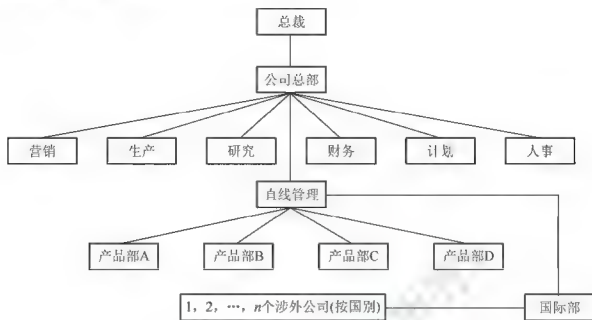 总裁
公司总部
营销
生产
研究
财务
计划
人事
直线管理
产品部A
产品部B
产品部C
产品部D
1，2，…，n个涉外公司(按国别)
国际部